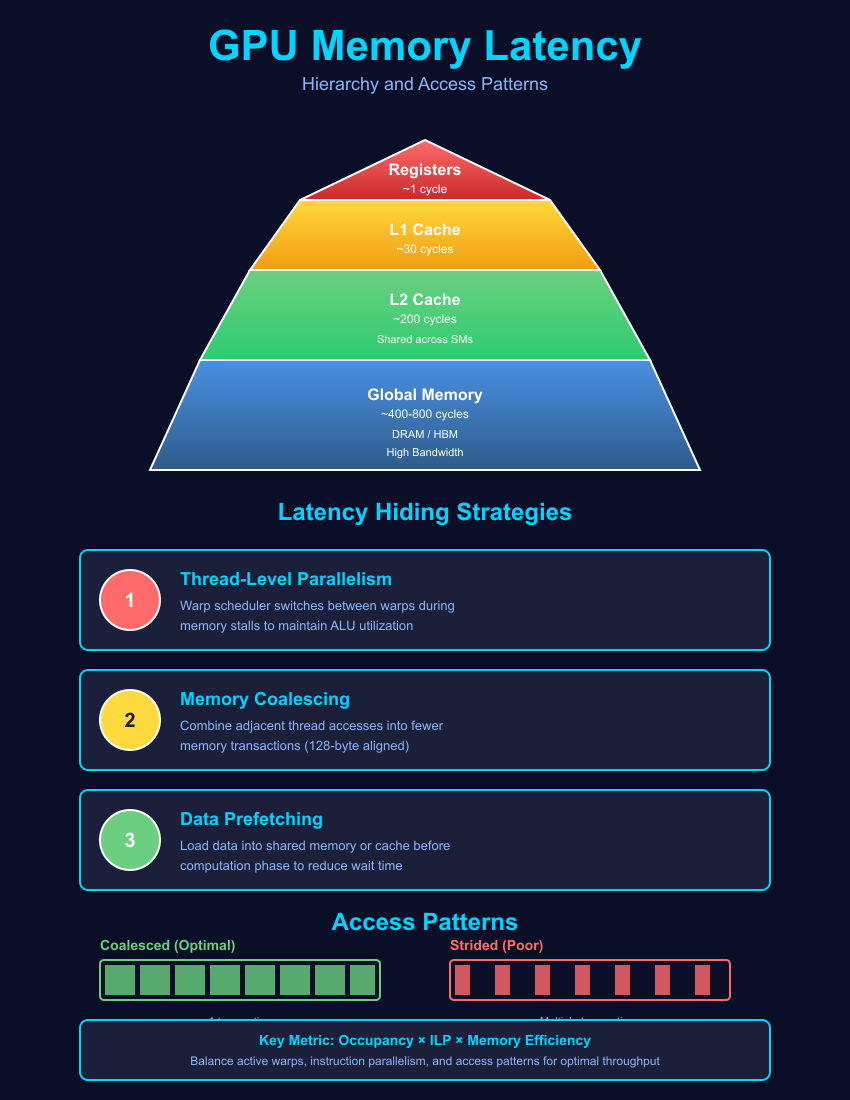 GPU Memory Latency
Hierarchy and Access Patterns
Registers
~1 cycle
L1 Cache
~30 cycles
L2 Cache
~200 cycles
Shared across SMs
Global Memory
~400-800 cycles
DRAM / HBM
High Bandwidth
Latency Hiding Strategies
1
Thread-Level Parallelism
Warp scheduler switches between warps during
memory stalls to maintain ALU utilization
2
Memory Coalescing
Combine adjacent thread accesses into fewer
memory transactions (128-byte aligned)
3
Data Prefetching
Load data into shared memory or cache before
computation phase to reduce wait time
Access Patterns
Coalesced (Optimal)
Strided (Poor)
Key Metric: Occupancy × ILP × Memory Efficiency
Balance active warps, instruction parallelism, and access patterns for optimal throughput